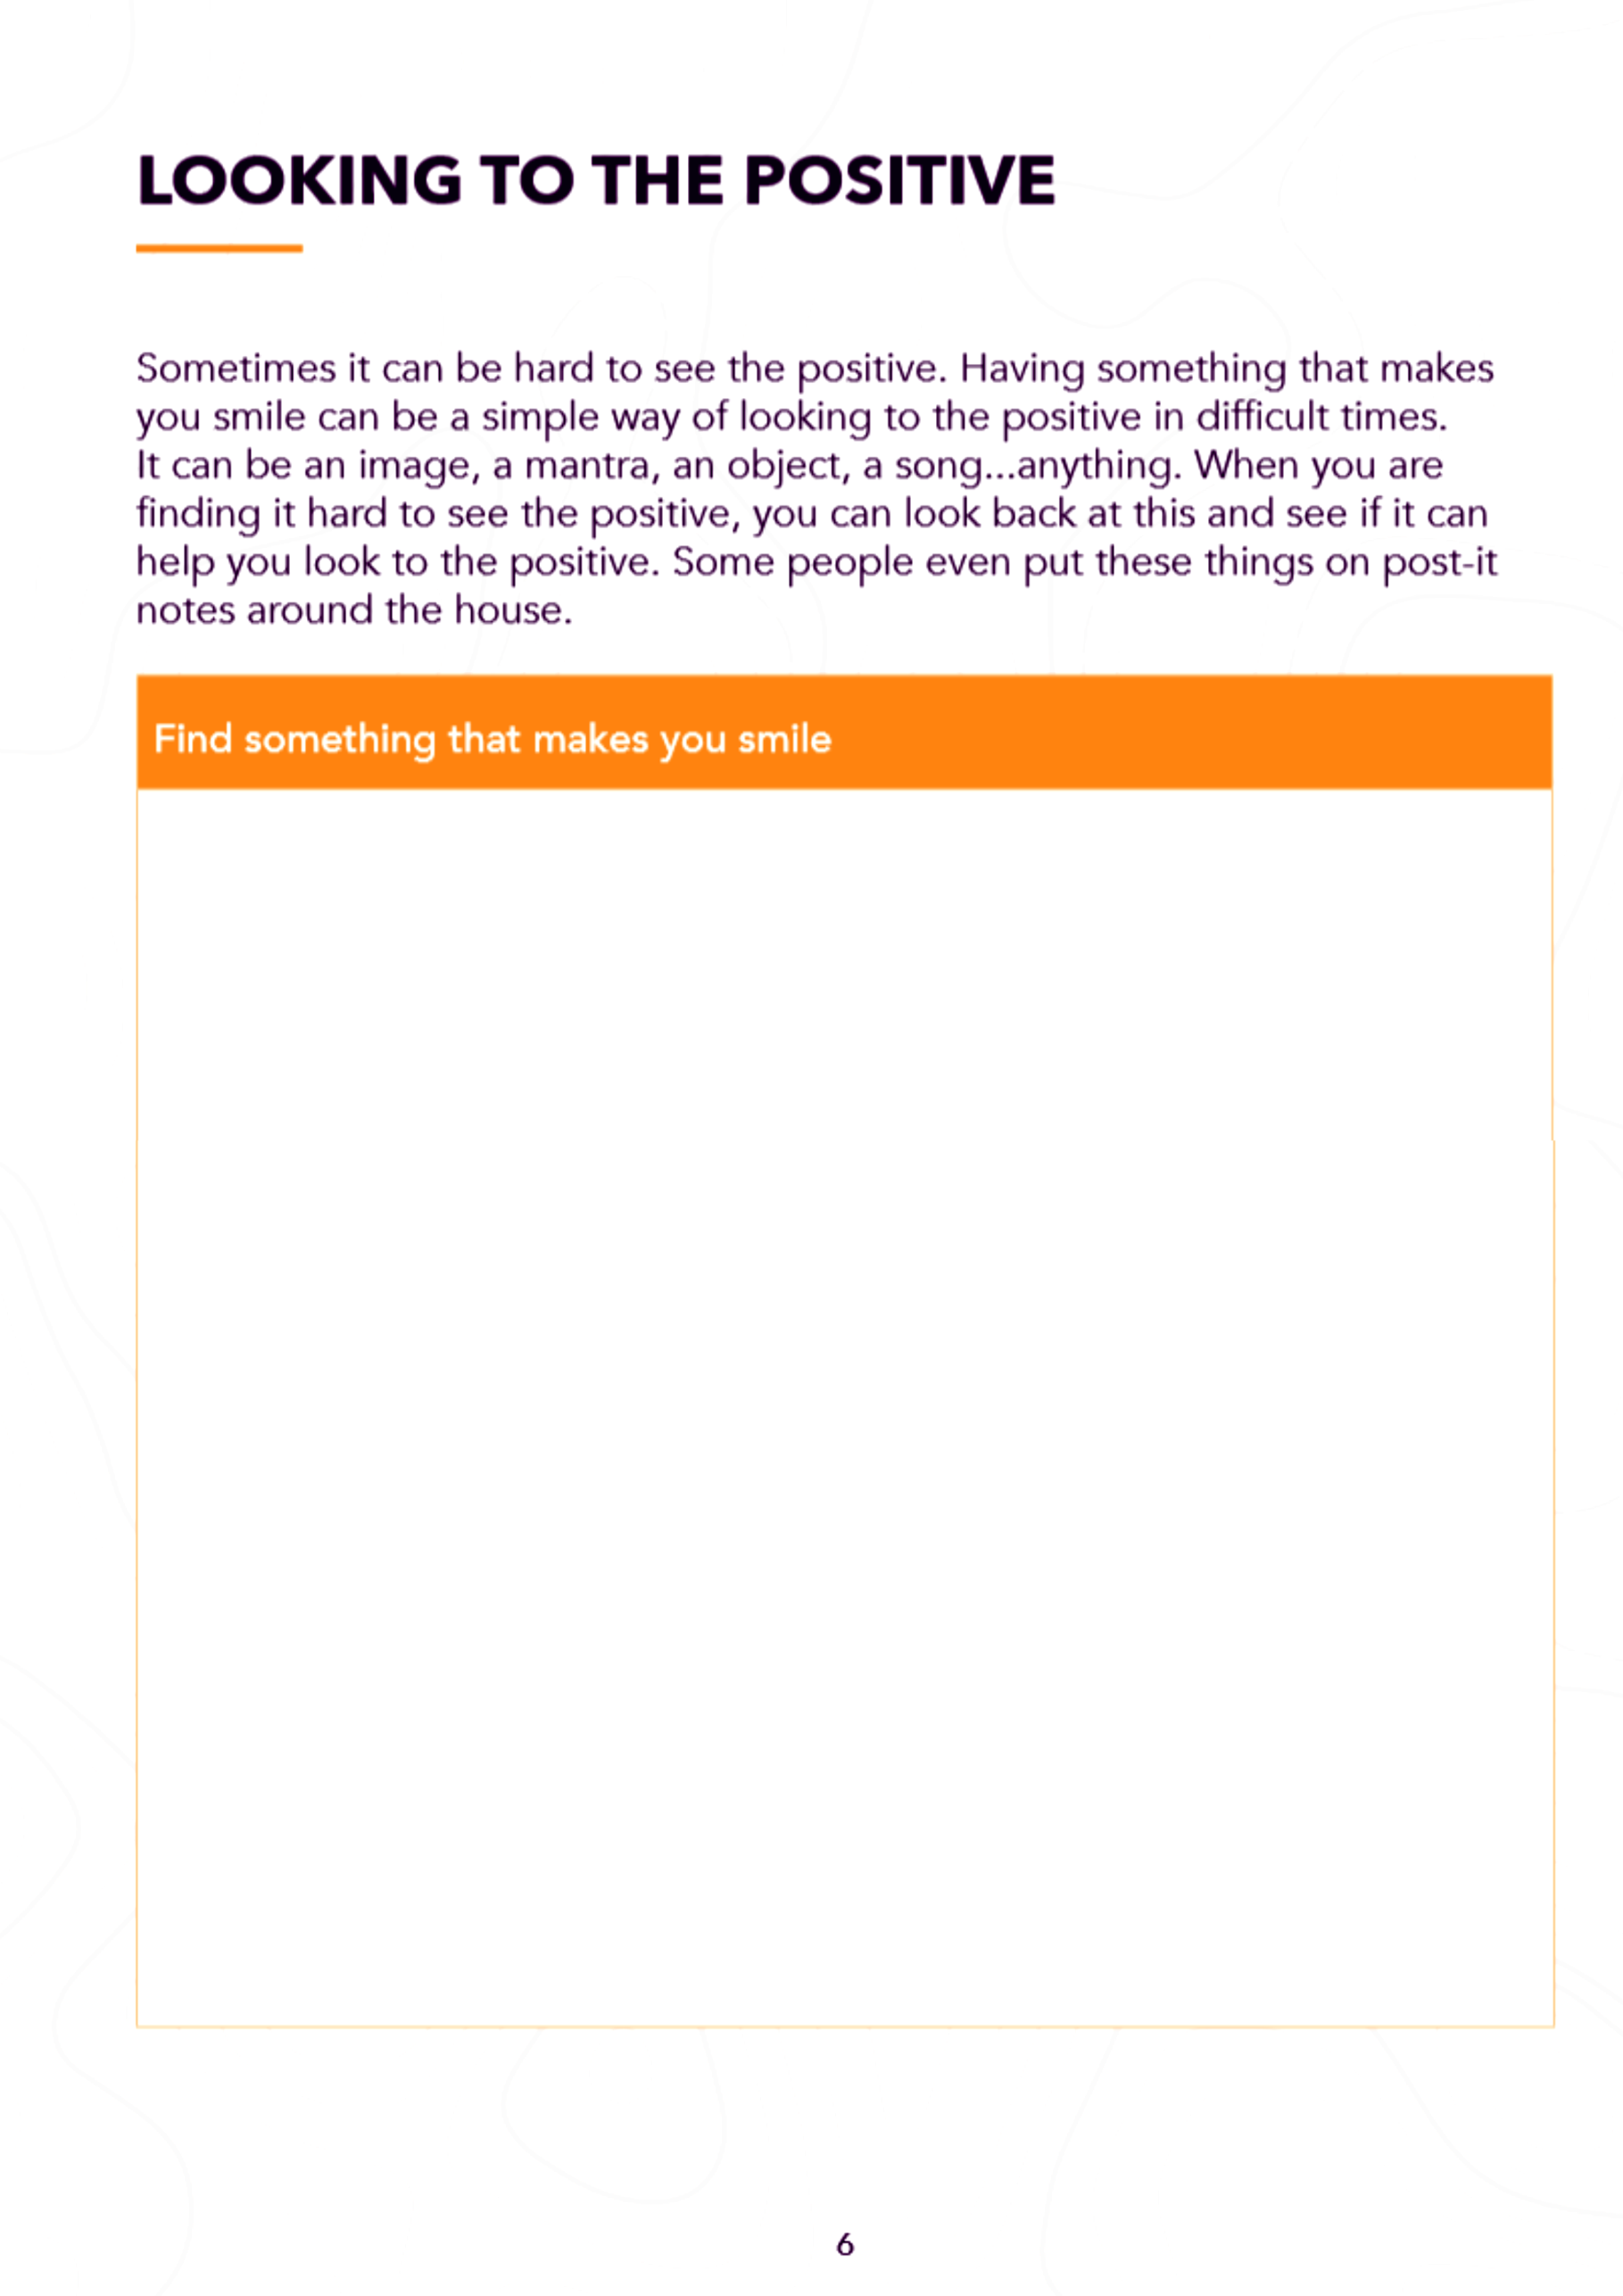 LOOKING TO THE POSITIVE
Sometimes it can be hard to see the positive. Having something that makes
you smile can be a simple way of looking to the positive in difficult times.
It can be an image, a mantra, an object, a song...anything. When you are
finding it hard to see the positive, you can look back at this and see if it can
help you look to the positive. Some people even put these things on post-it
notes around the house.
Find something that makes you smile
6